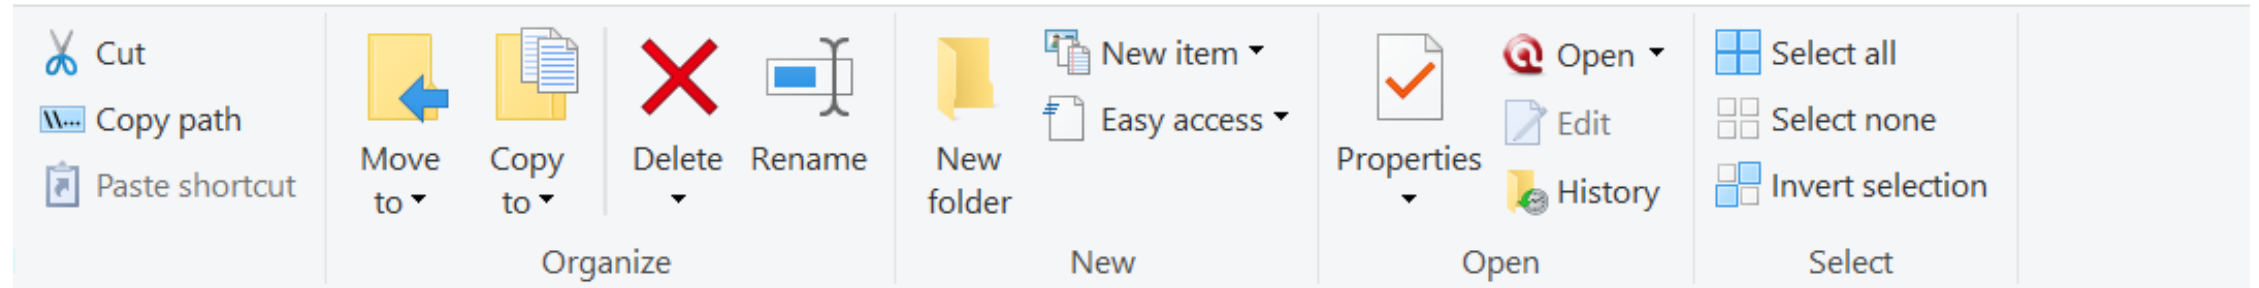 Cut
Copy path
Paste shortcut
Move
to
Copy
to
Delete
Rename
Organize
New
folder
New item
Easy access
New
Properties
Open
Edit
History
Open
Select all
Select none
Invert selection
Select